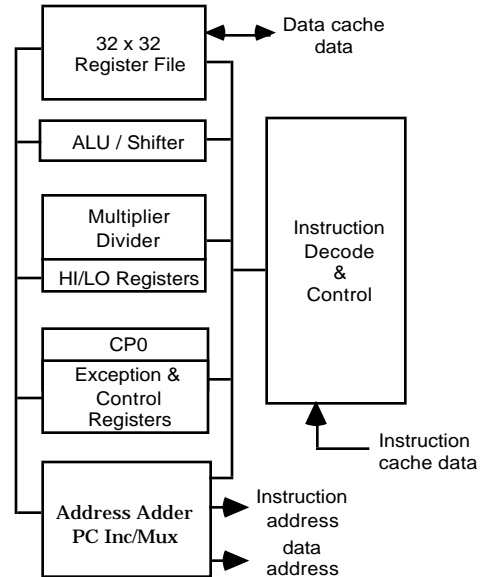 32 x 32
Register File
Data cache
data
ALU / Shifter
Multiplier
Divider
HI/LO Registers
Instruction
Decode
&
Control
CP0
Exception &
Control
Registers
Instruction
cache data
Address Adder
PC Inc/Mux
Instruction
address
data
address